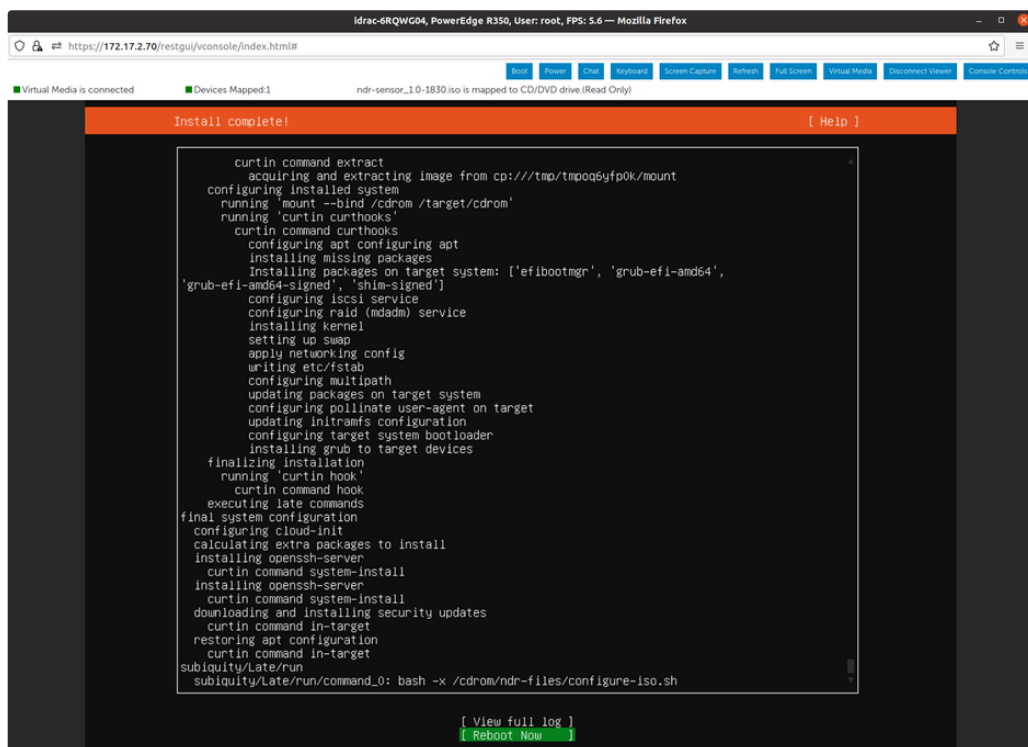 idrac-6RQWG04, PowerEdge R350, User: root, FPS: 5.6 — Mozilla Firefox
https://172.17.2.70/restgui/vconsole/index.html#
Boot Power Chat Keyboard Screen Capture Refresh Full Screen Virtual Media Disconnect Viewer Console Controls
Virtual Media is connected Devices Mapped:1 ndr-sensor_1.0-1830.iso is mapped to CD/DVD drive.(Read Only)
Install complete! [ Help ]
curtin command extract
acquiring and extracting image from cp:///tmp/tmpoq6yfp0k/mount
configuring installed system
running 'mount --bind /cdrom /target/cdrom'
running 'curtin curthooks'
curtin command curthooks
configuring apt configuring apt
installing missing packages
Installing packages on target system: ['efibootmgr', 'grub-efi-amd64',
'grub-efi-amd64-signed', 'shim-signed']
configuring iscsi service
configuring raid (mdadm) service
installing kernel
setting up swap
apply networking config
writing etc/fstab
configuring multipath
updating packages on target system
configuring pollinate user-agent on target
updating initramfs configuration
configuring target system bootloader
installing grub to target devices
finalizing installation
running 'curtin hook'
curtin command hook
executing late commands
final system configuration
configuring cloud-init
calculating extra packages to install
installing openssh-server
curtin command system-install
installing openssh-server
curtin command system-install
downloading and installing security updates
curtin command in-target
restoring apt configuration
curtin command in-target
subiquity/Late/run
subiquity/Late/run/command_0: bash -x /cdrom/ndr-files/configure-iso.sh
[ View full log ]
[ Reboot Now ]